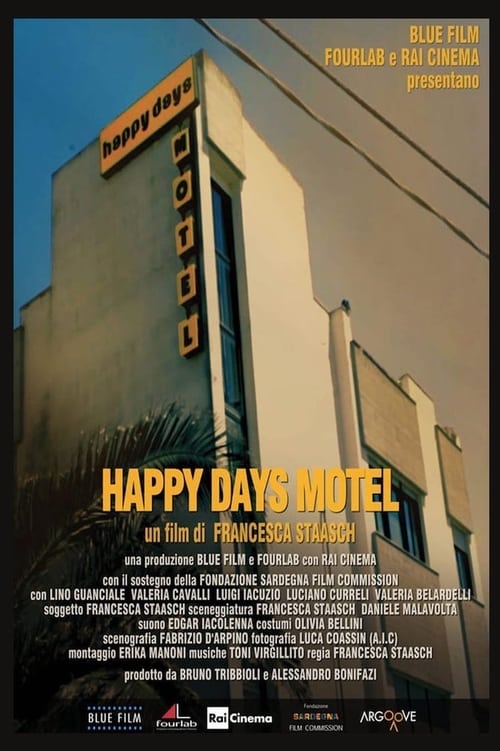 BLUE FILM
FOURLAB e RAI CINEMA
presentano
happy days
MOTEL
HAPPY DAYS MOTEL
un film di FRANCESCA STAASCH
una produzione BLUE FILM e FOURLAB con RAI CINEMA
con il sostegno della FONDAZIONE SARDEGNA FILM COMMISSION
con LINO GUANCIALE VALERIA CAVALLI LUIGI IACUZIO LUCIANO CURRELI VALERIA BELARDELLI
soggetto FRANCESCA STAASCH sceneggiatura FRANCESCA STAASCH DANIELE MALAVOLTA
suono EDGAR IACOLENNA costumi OLIVIA BELLINI
scenografia FABRIZIO D'ARPINO fotografia LUCA COASSIN (A.I.C)
montaggio ERIKA MANONI musiche TONI VIRGILLITO regia FRANCESCA STAASCH
prodotto da BRUNO TRIBBIOLI e ALESSANDRO BONIFAZI
BLUE FILM
fourlab
Rai Cinema
Fondazione
SARDEGNA
FILM COMMISSION
ARGOOVE